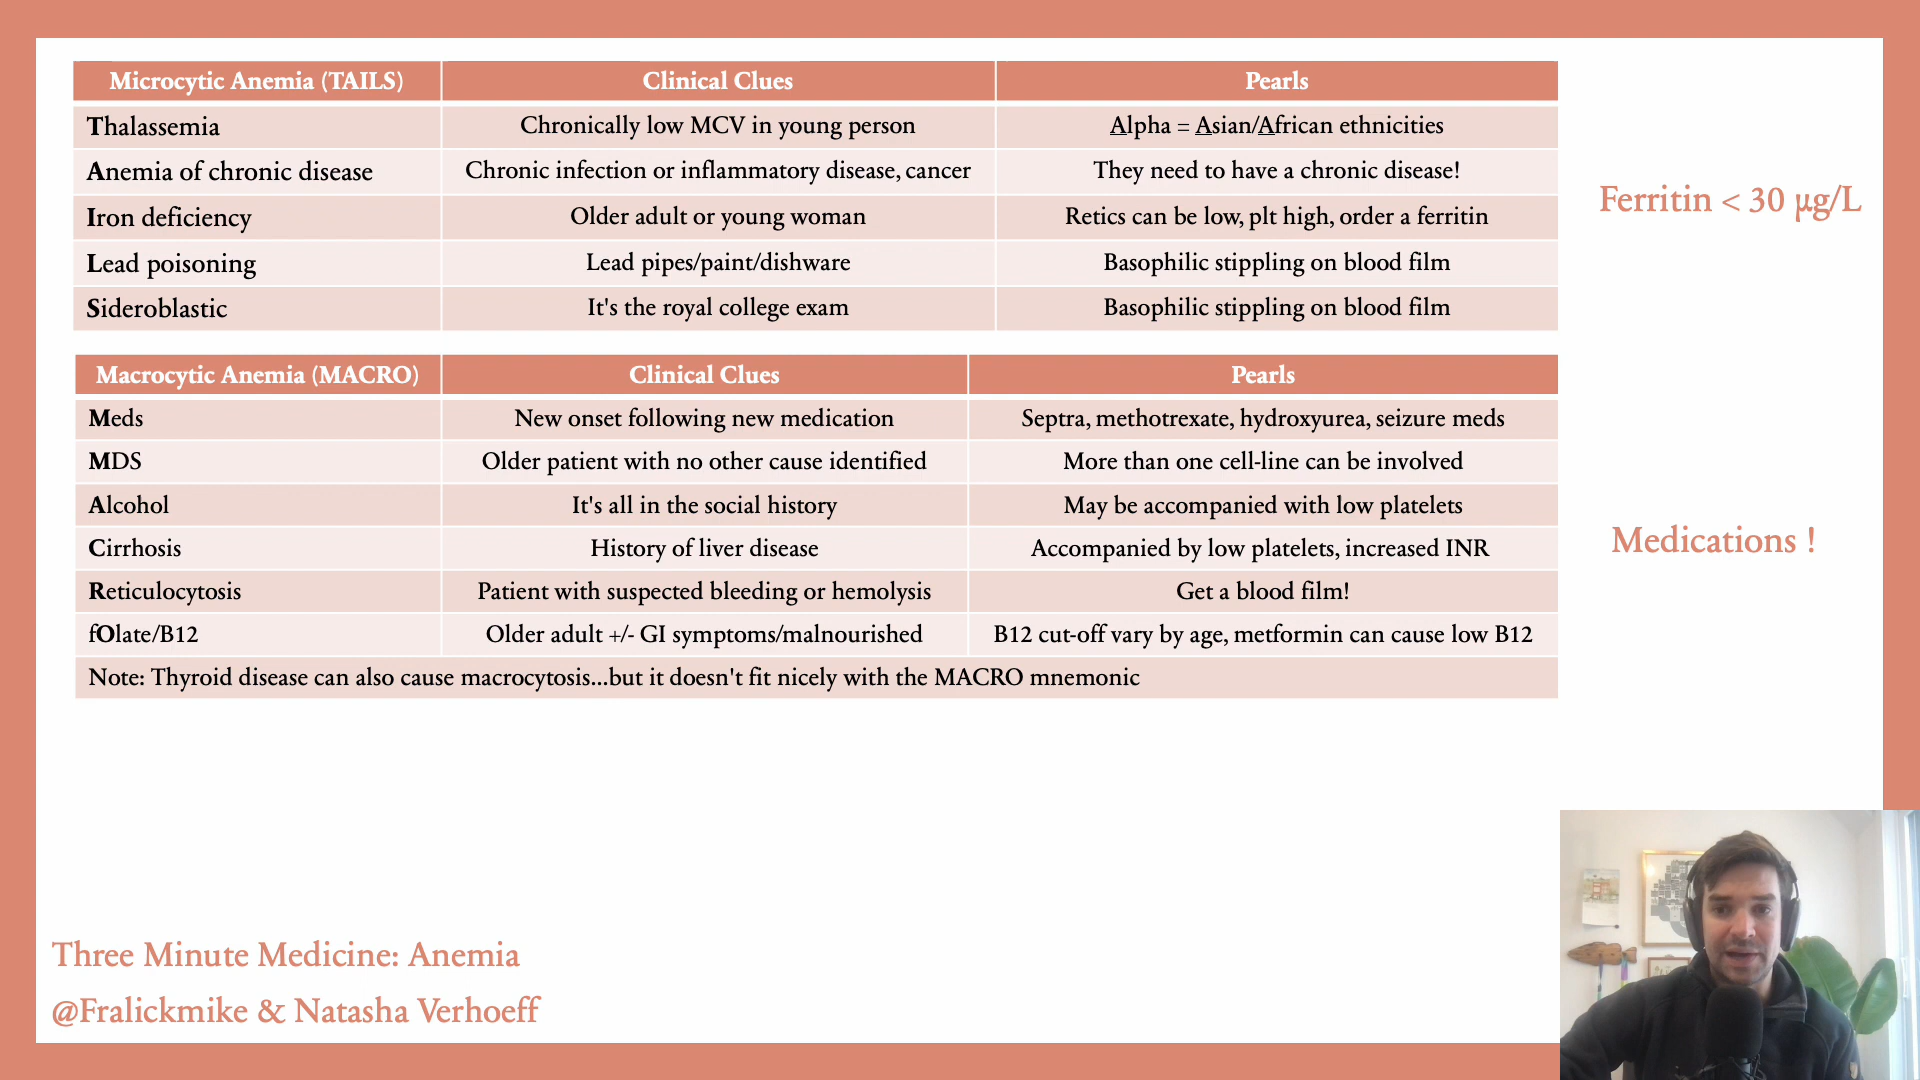 Microcytic Anemia (TAILS) Clinical Clues Pearls
Thalassemia Chronically low MCV in young person Alpha = Asian/African ethnicities
Anemia of chronic disease Chronic infection or inflammatory disease, cancer They need to have a chronic disease!
Iron deficiency Older adult or young woman Retics can be low, plt high, order a ferritin
Lead poisoning Lead pipes/paint/dishware Basophilic stippling on blood film
Sideroblastic It's the royal college exam Basophilic stippling on blood film
Ferritin < 30 µg/L
Macrocytic Anemia (MACRO) Clinical Clues Pearls
Meds New onset following new medication Septra, methotrexate, hydroxyurea, seizure meds
MDS Older patient with no other cause identified More than one cell-line can be involved
Alcohol It's all in the social history May be accompanied with low platelets
Cirrhosis History of liver disease Accompanied by low platelets, increased INR
Reticulocytosis Patient with suspected bleeding or hemolysis Get a blood film!
fOlate/B12 Older adult +/- GI symptoms/malnourished B12 cut-off vary by age, metformin can cause low B12
Note: Thyroid disease can also cause macrocytosis...but it doesn't fit nicely with the MACRO mnemonic
Medications !
Three Minute Medicine: Anemia
@Fralickmike & Natasha Verhoeff